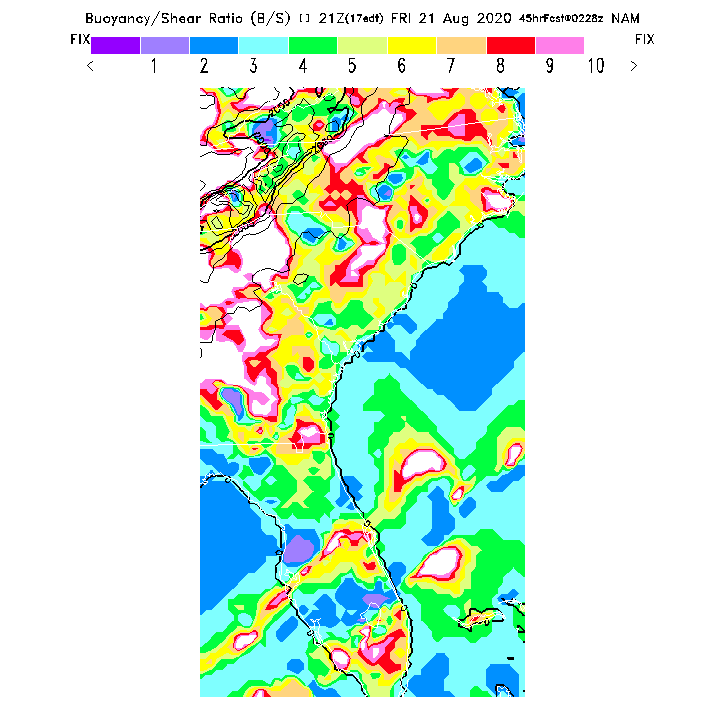 Buoyancy/Shear Ratio (B/S) [] 21Z(17edt) FRI 21 Aug 2020 45hrFcst@0228z NAM
FIX FIX
< 1 2 3 4 5 6 7 8 9 10 >
2050